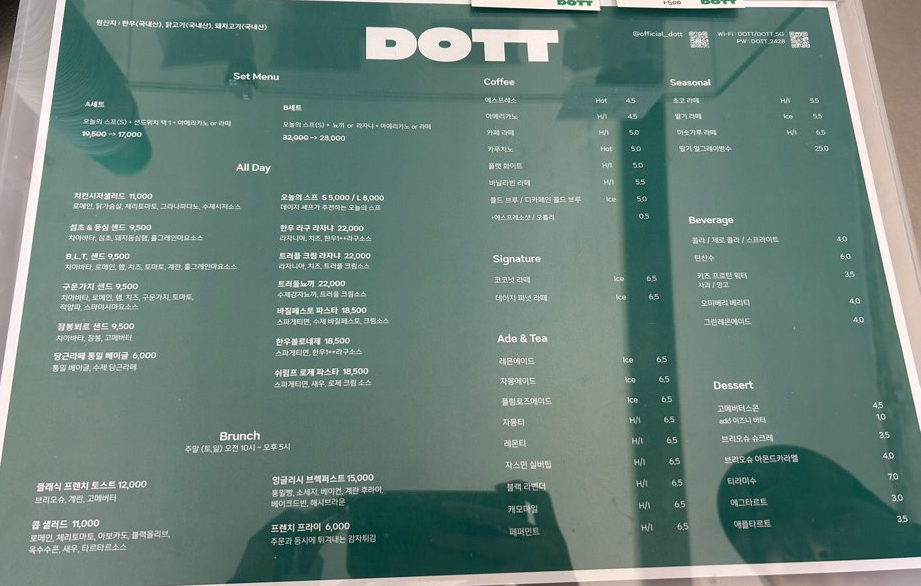 +500
원산지 : 한우(국내산), 닭고기(국내산), 돼지고기(국내산)
DOTT
@official_dott
Wi-Fi : DOTT/DOTT_5G
PW : DOTT_2428
Set Menu
A세트
오늘의 스프(S) + 샌드위치 택 1 + 아메리카노 or 라떼
19,500 -> 17,000
B세트
오늘의 스프(S) + 뇨끼 or 라자냐 + 아메리카노 or 라떼
32,000 -> 28,000
All Day
치킨시저샐러드 11,000
로메인, 닭가슴살, 체리토마토, 그라나파다노, 수제시저소스
섬초 & 등심 샌드 9,500
치아바타, 섬초, 돼지등심햄, 홀그레인마요소스
B.L.T. 샌드 9,500
치아바타, 로메인, 햄, 치즈, 토마토, 계란, 홀그레인마요소스
구운가지 샌드 9,500
치아바타, 로메인, 햄, 치즈, 구운가지, 토마토,
적양파, 스파이시마요소스
잠봉뵈르 샌드 9,500
치아바타, 잠봉, 고메버터
당근라페 통밀 베이글 6,000
통밀 베이글, 수제 당근라페
오늘의 스프 S 5,000 / L 8,000
데이지 셰프가 추천하는 오늘의 스프
한우 라구 라자냐 22,000
라자니아, 치즈, 한우1++라구소스
트러플 크림 라자냐 22,000
라자니아, 치즈, 트러플 크림소스
트러플뇨끼 22,000
수제감자뇨끼, 트러플 크림소스
바질페스토 파스타 18,500
스파게티면, 수제 바질페스토, 크림소스
한우볼로네제 18,500
스파게티면, 한우1++라구소스
쉬림프 로제 파스타 18,500
스파게티면, 새우, 로제 크림 소스
Brunch
주말 (토,일) 오전 10시 - 오후 5시
클래식 프렌치 토스트 12,000
브리오슈, 계란, 고메버터
콥 샐러드 11,000
로메인, 체리토마토, 아보카도, 블랙올리브,
옥수수콘, 새우, 타르타르소스
잉글리시 브렉퍼스트 15,000
통밀빵, 소세지, 베이컨, 계란 후라이,
베이크드빈, 해시브라운
프렌치 프라이 6,000
주문과 동시에 튀겨내는 감자튀김
Coffee
에스프레소 Hot 4.5
아메리카노 H/I 4.5
카페 라떼 H/I 5.0
카푸치노 Hot 5.0
플랫 화이트 H/I 5.0
바닐라빈 라떼 H/I 5.5
콜드 브루 / 디카페인 콜드 브루 Ice 5.0
+에스프레소샷 / 오틀리 0.5
Signature
코코넛 라떼 Ice 6.5
데이지 피넛 라떼 Ice 6.5
Ade & Tea
레몬에이드 Ice 6.5
자몽에이드 Ice 6.5
플럼로즈에이드 Ice 6.5
자몽티 H/I 6.5
레몬티 H/I 6.5
자스민 실버팁 H/I 6.5
블랙 라벤더 H/I 6.5
캐모마일 H/I 6.5
페퍼민트 H/I 6.5
Seasonal
초코 라떼 H/I 5.5
딸기 라떼 Ice 5.5
미숫가루 라떼 H/I 6.5
딸기 얼그레이빙수 25.0
Beverage
콜라 / 제로 콜라 / 스프라이트 4.0
탄산수 6.0
키즈 프로틴 워터 3.5
사과 / 망고
오미베리 베리티 4.0
그린레몬에이드 4.0
Dessert
고메버터스콘 4.5
add 이즈니 버터 1.0
브리오슈 슈크레 3.5
브리오슈 아몬드카라멜 4.0
티라미수 7.0
에그타르트 3.0
애플타르트 3.5